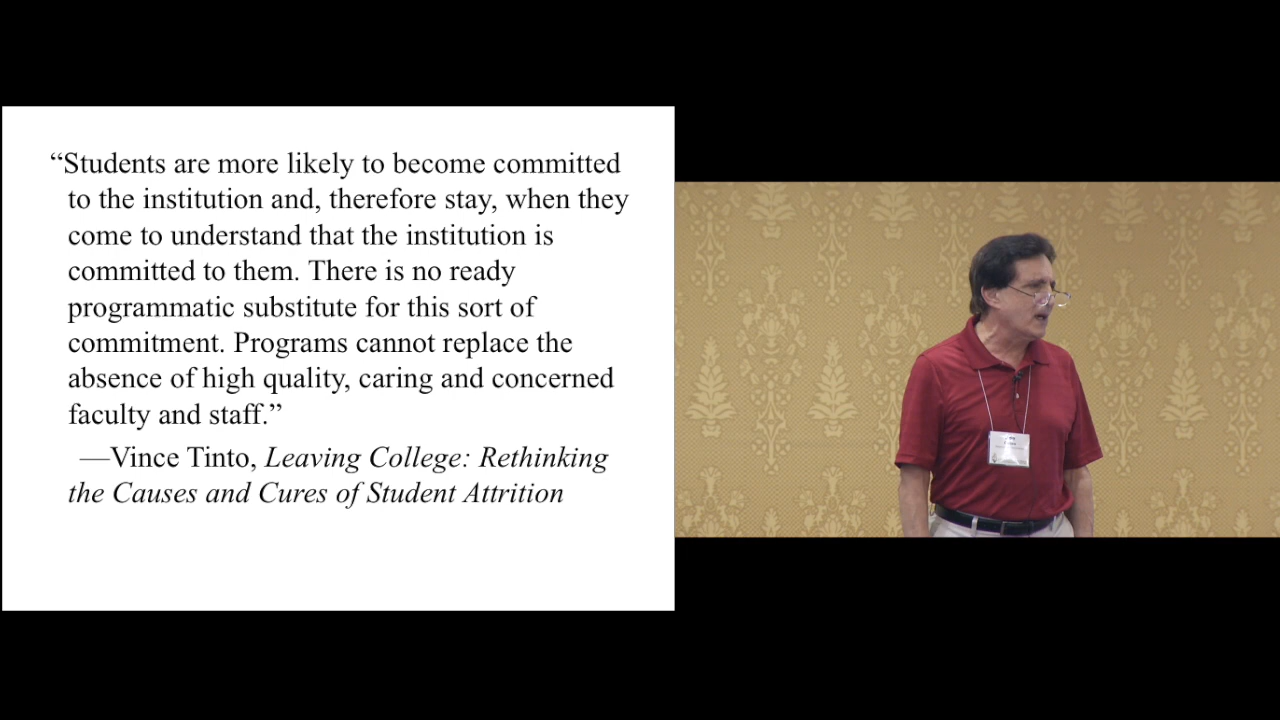 “Students are more likely to become committed
to the institution and, therefore stay, when they
come to understand that the institution is
committed to them. There is no ready
programmatic substitute for this sort of
commitment. Programs cannot replace the
absence of high quality, caring and concerned
faculty and staff.”
—Vince Tinto, Leaving College: Rethinking
the Causes and Cures of Student Attrition